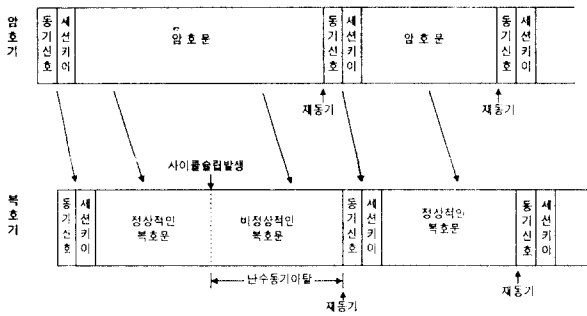 암호기
동기신호
세션키이
암호문
동기신호
세션키이
암호문
동기신호
세션키이
재동기
재동기
사이클슬립발생
복호기
동기신호
세션키이
정상적인
복호문
비정상적인
복호문
동기신호
세션키이
정상적인
복호문
동기신호
세션키이
난수동기이탈
재동기
재동기